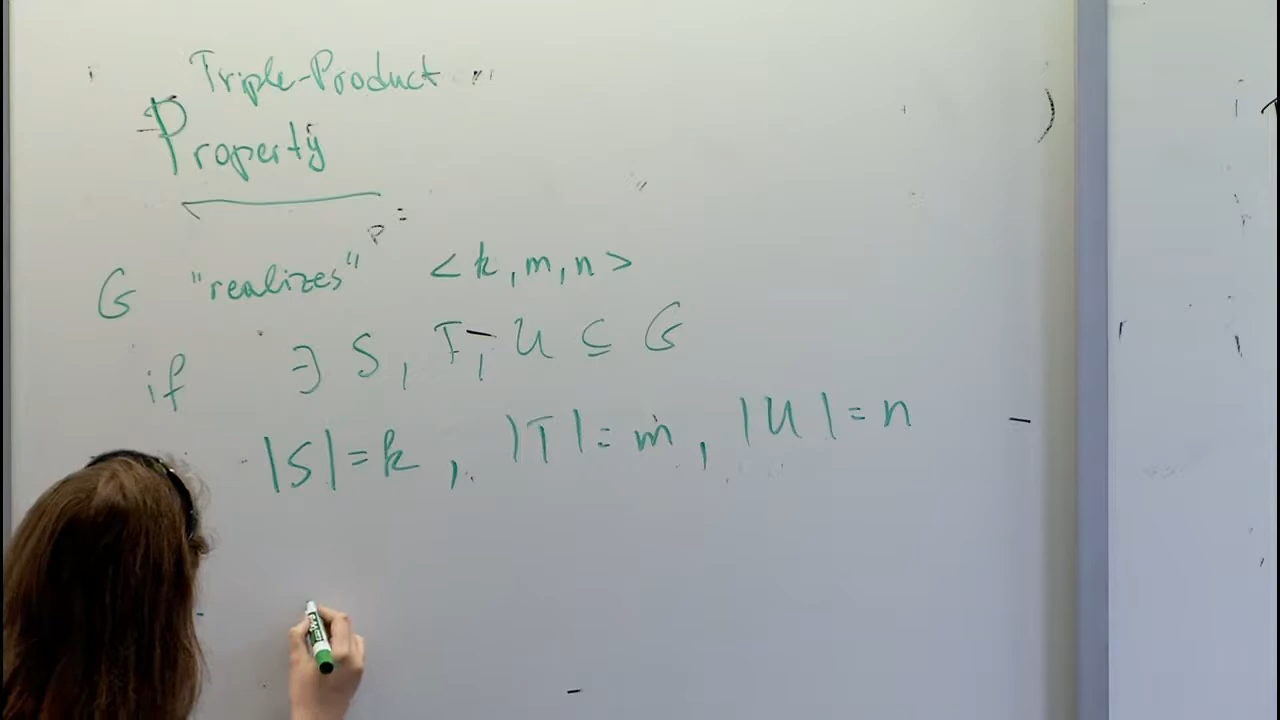 Triple-Product
Property
G "realizes" <k, m, n>
if ∃ S, T, U ⊆ G
|S| = k, |T| = m, |U| = n